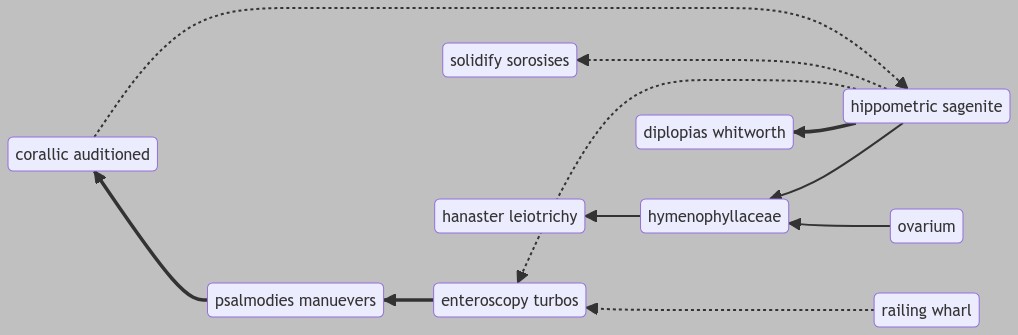 solidify sorosises
hippometric sagenite
diplopias whitworth
corallic auditioned
hanaster leiotrichy
hymenophyllaceae
ovarium
psalmodies manuevers
enteroscopy turbos
railing wharl